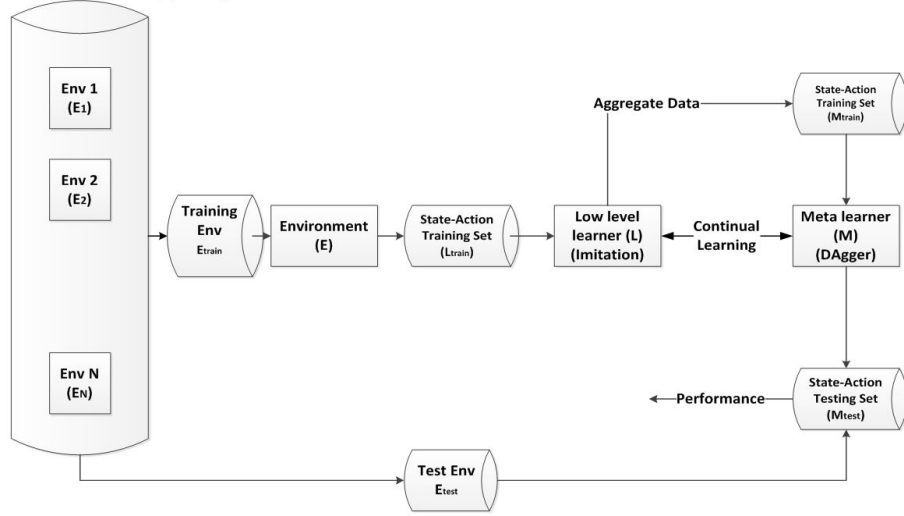 Env 1
(E1)
Env 2
(E2)
Env N
(EN)
Training
Env
Etrain
Environment
(E)
State-Action
Training Set
(Ltrain)
Low level
learner (L)
(Imitation)
Aggregate Data
Continual
Learning
State-Action
Training Set
(Mtrain)
Meta learner
(M)
(DAgger)
State-Action
Testing Set
(Mtest)
Performance
Test Env
Etest